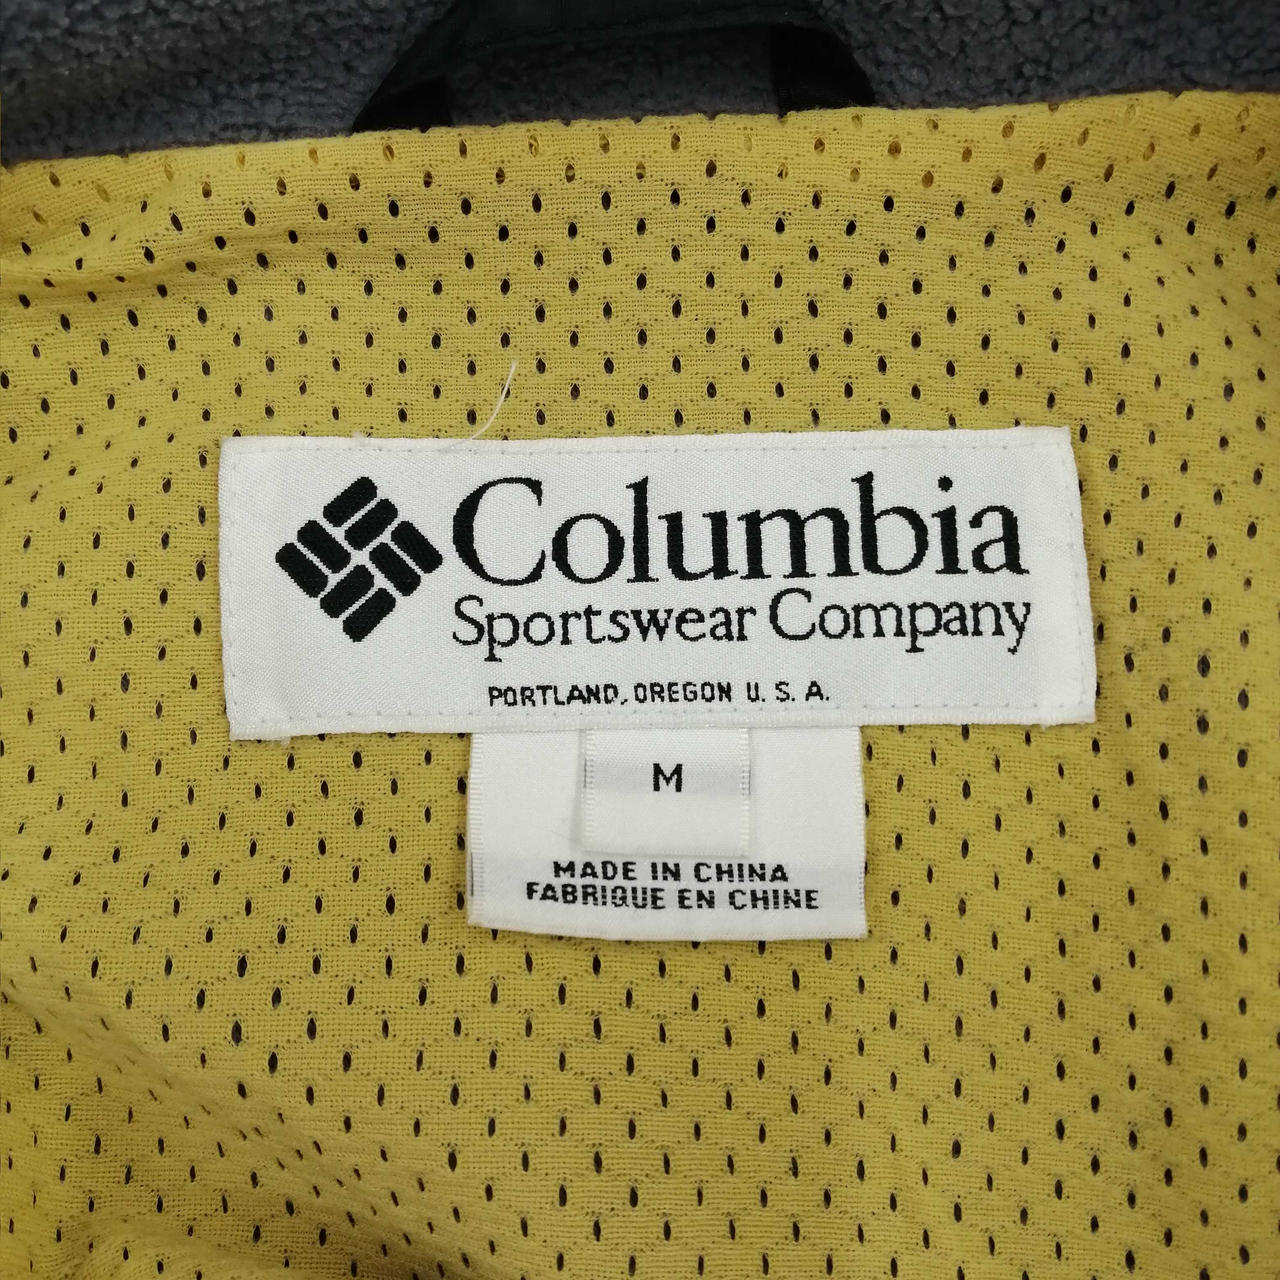 Columbia
Sportswear Company
PORTLAND, OREGON U. S. A.
M
MADE IN CHINA
FABRIQUE EN CHINE